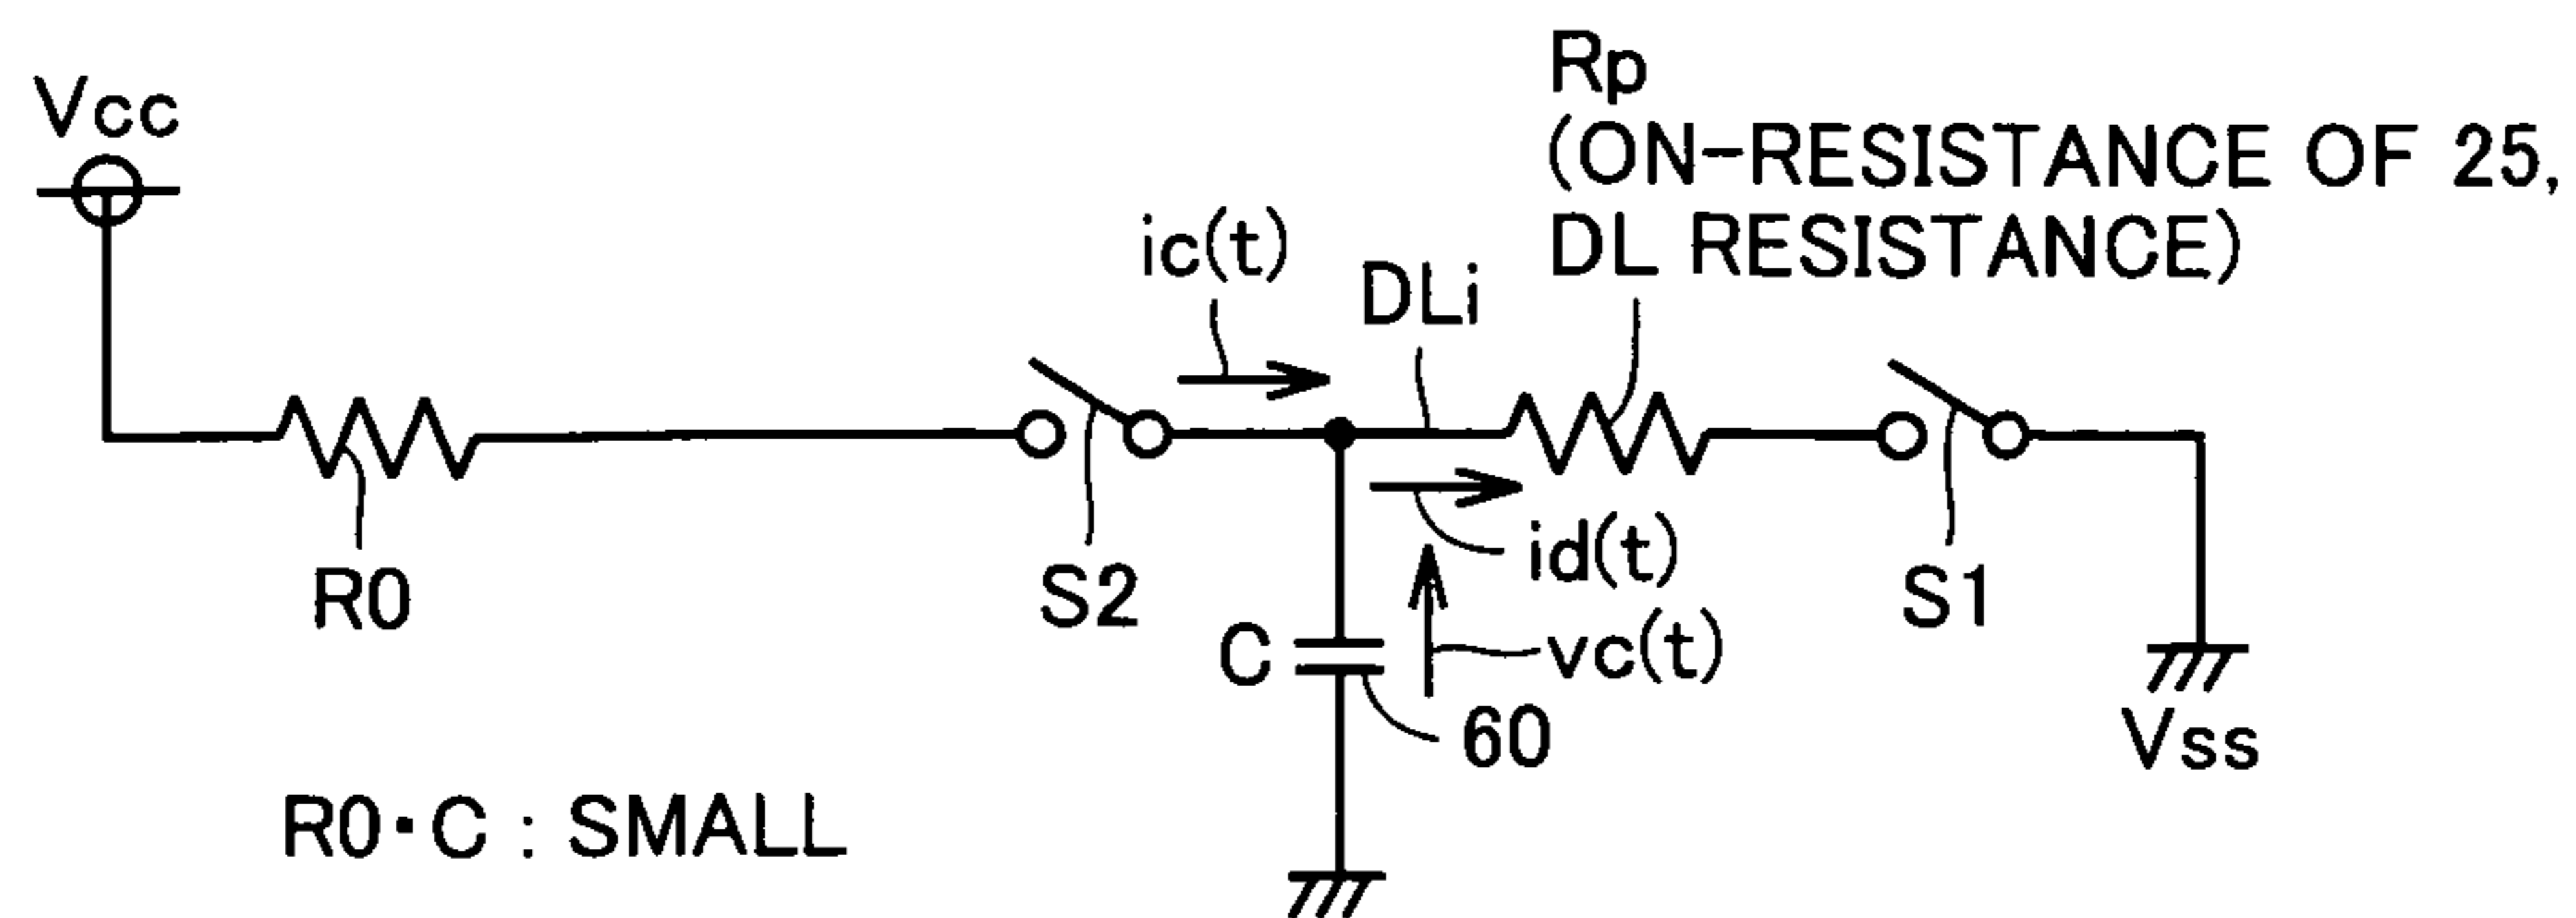 Vcc
Rp
(ON-RESISTANCE OF 25,
DL RESISTANCE)
ic(t)
DLi
R0
S2
id(t)
S1
C
vc(t)
60
Vss
R0・C : SMALL